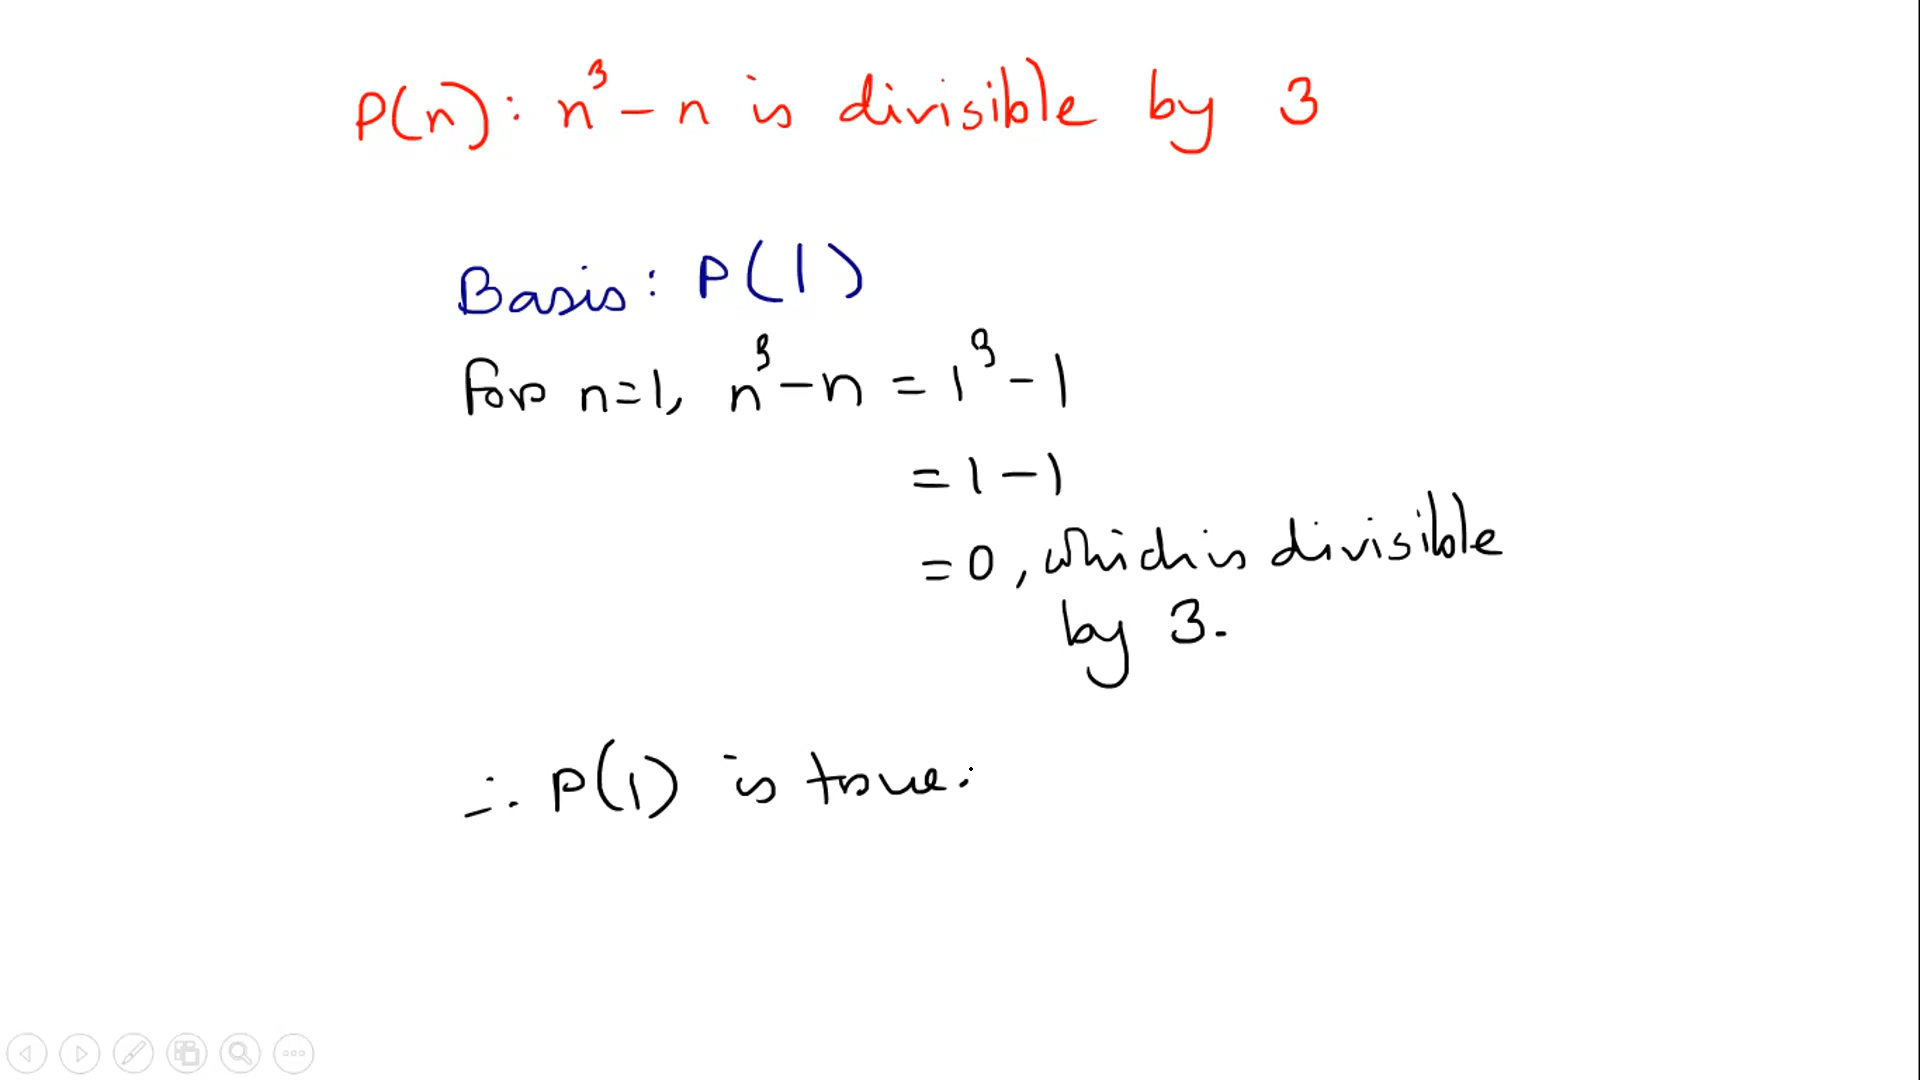 P(n): n³ - n is divisible by 3
Basis: P(1)
For n=1, n³ - n = 1³ - 1
= 1 - 1
= 0, which is divisible
by 3.
∴ P(1) is true.